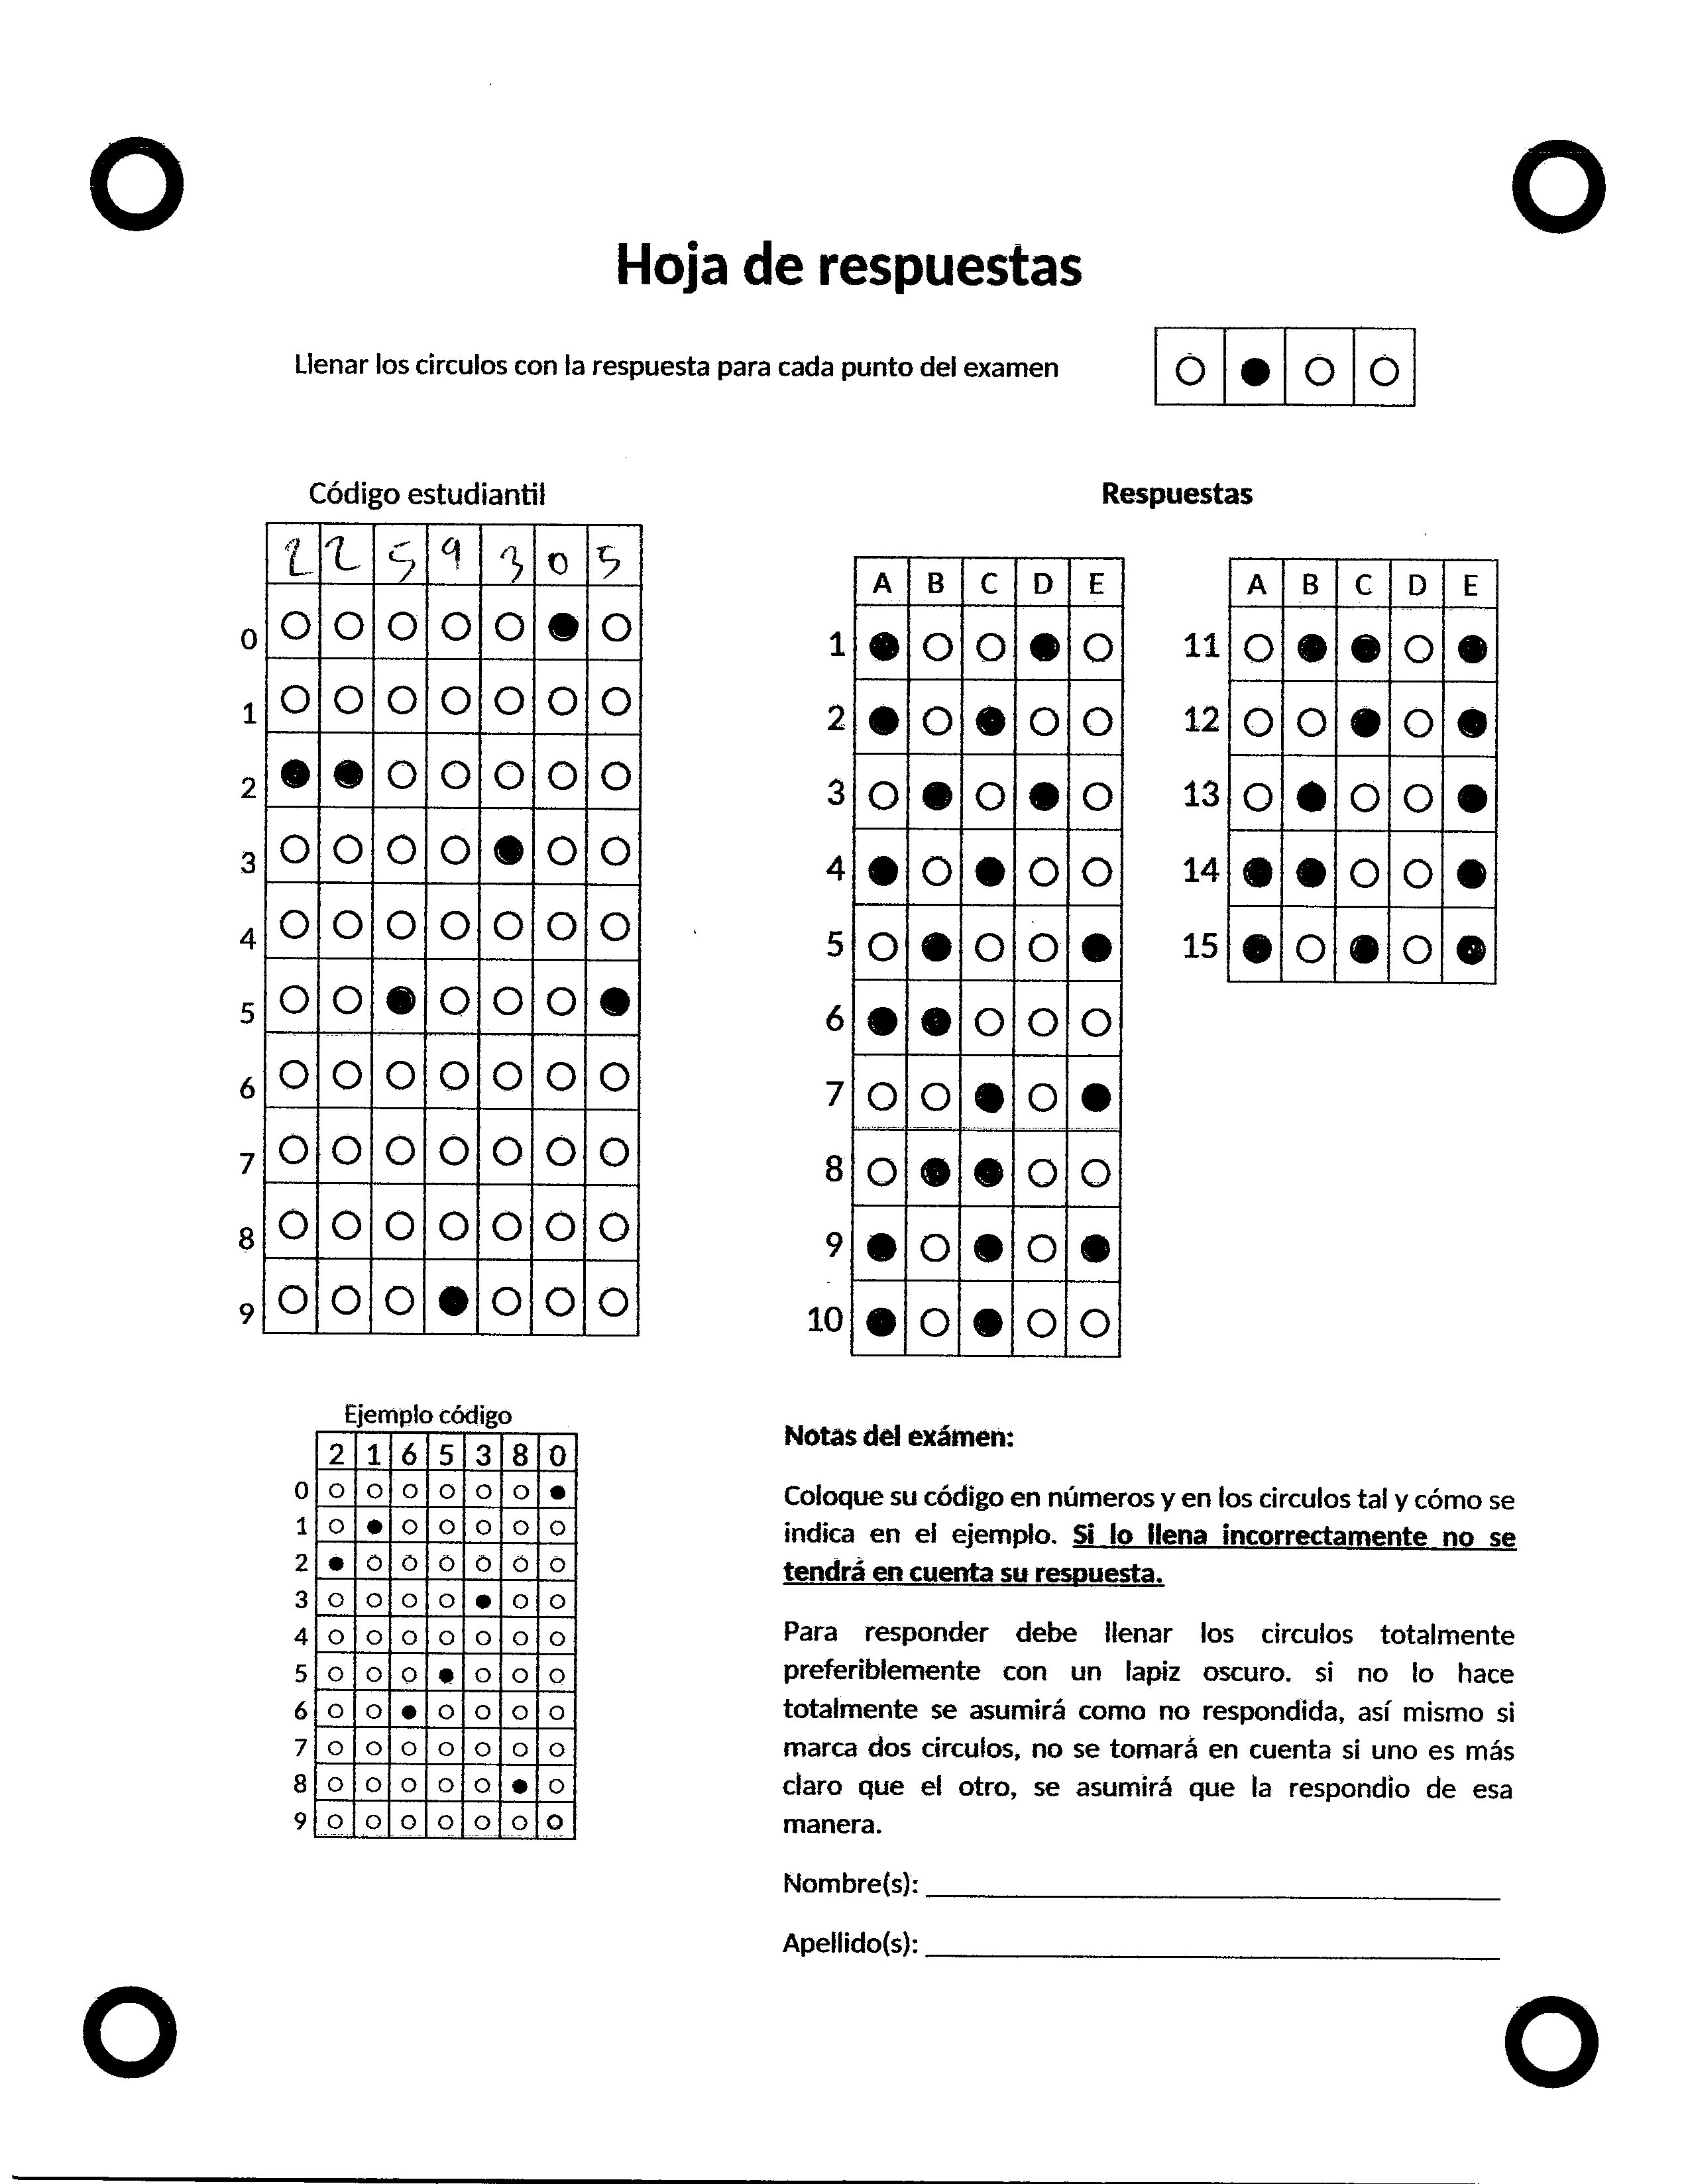 Hoja de respuestas
Llenar los circulos con la respuesta para cada punto del examen
Código estudiantil
2 2 5 9 3 0 5
0
1
2
3
4
5
6
7
8
9
Respuestas
A B C D E
1
2
3
4
5
6
7
8
9
10
A B C D E
11
12
13
14
15
Ejemplo código
2 1 6 5 3 8 0
0
1
2
3
4
5
6
7
8
9
Notas del exámen:
Coloque su código en números y en los circulos tal y cómo se
indica en el ejemplo. Si lo llena incorrectamente no se
tendrá en cuenta su respuesta.
Para responder debe llenar los circulos totalmente
preferiblemente con un lapiz oscuro. si no lo hace
totalmente se asumirá como no respondida, así mismo si
marca dos circulos, no se tomará en cuenta si uno es más
claro que el otro, se asumirá que la respondio de esa
manera.
Nombre(s):
Apellido(s):